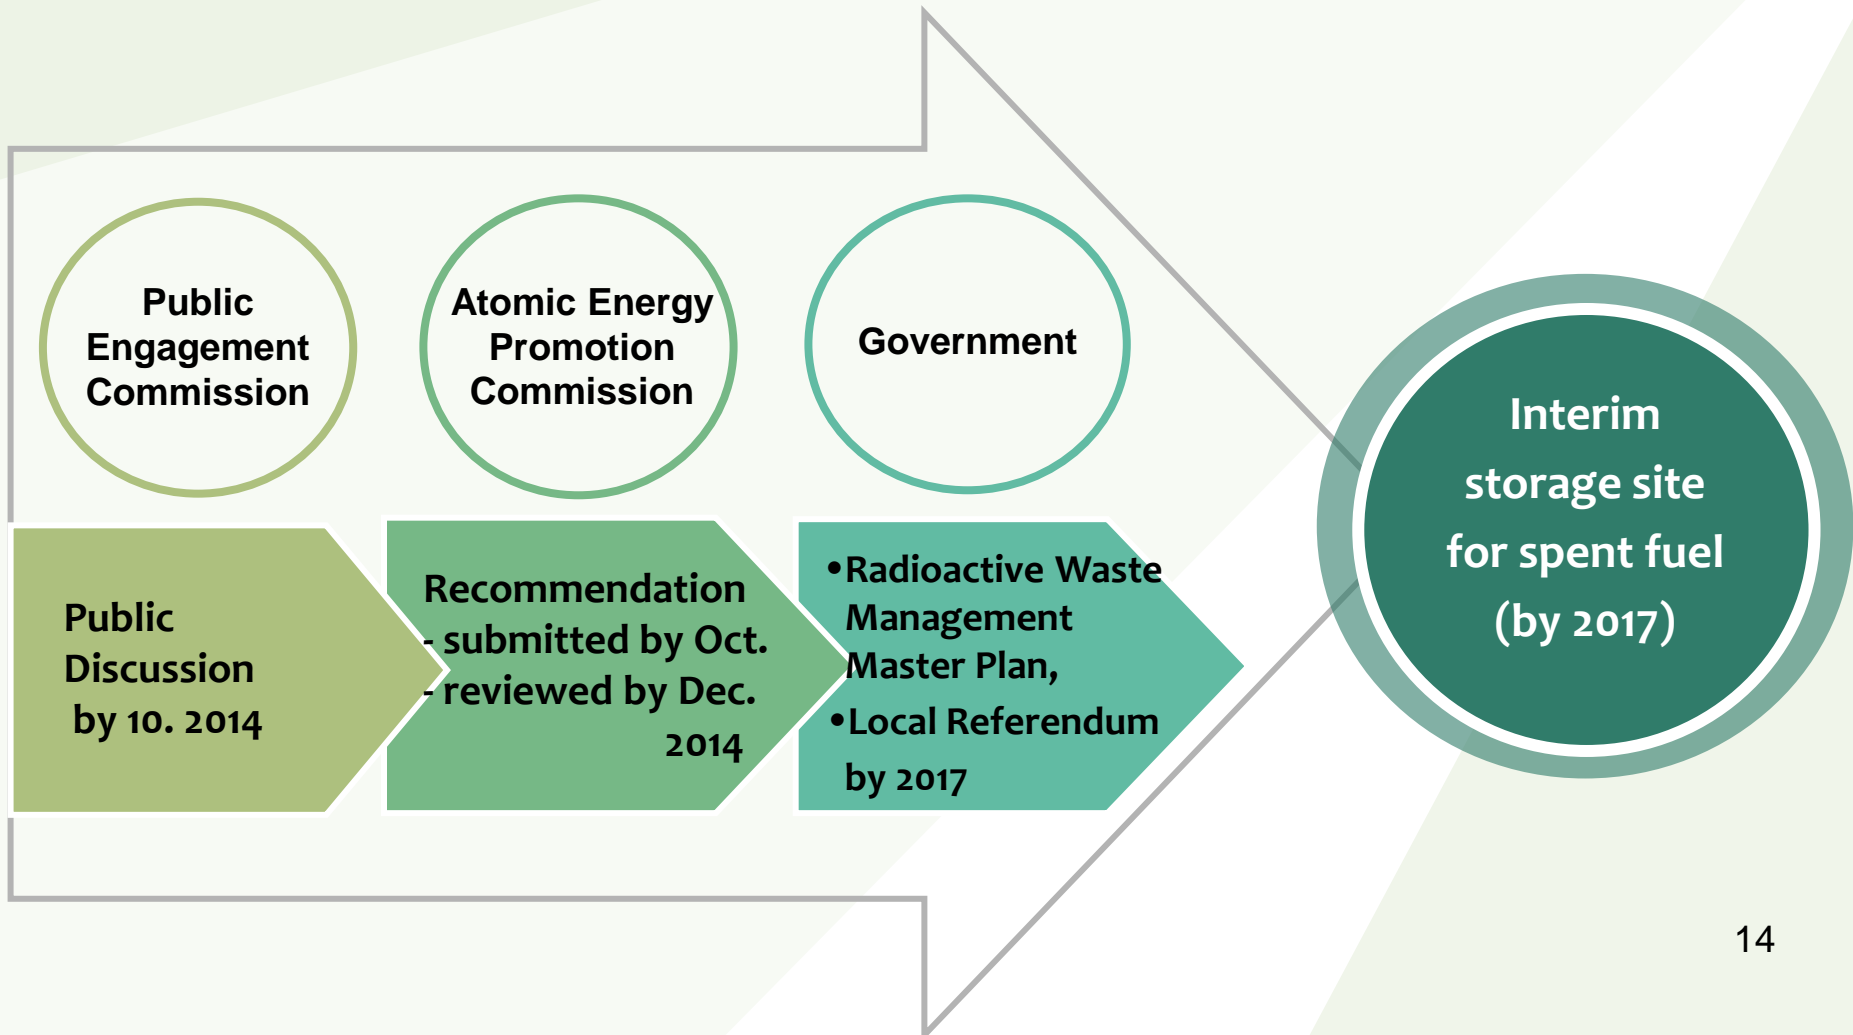 Public
Engagement
Commission
Atomic Energy
Promotion
Commission
Government
Public
Discussion
by 10. 2014
Recommendation
- submitted by Oct.
- reviewed by Dec.
2014
•Radioactive Waste
Management
Master Plan,
•Local Referendum
by 2017
Interim
storage site
for spent fuel
(by 2017)
14